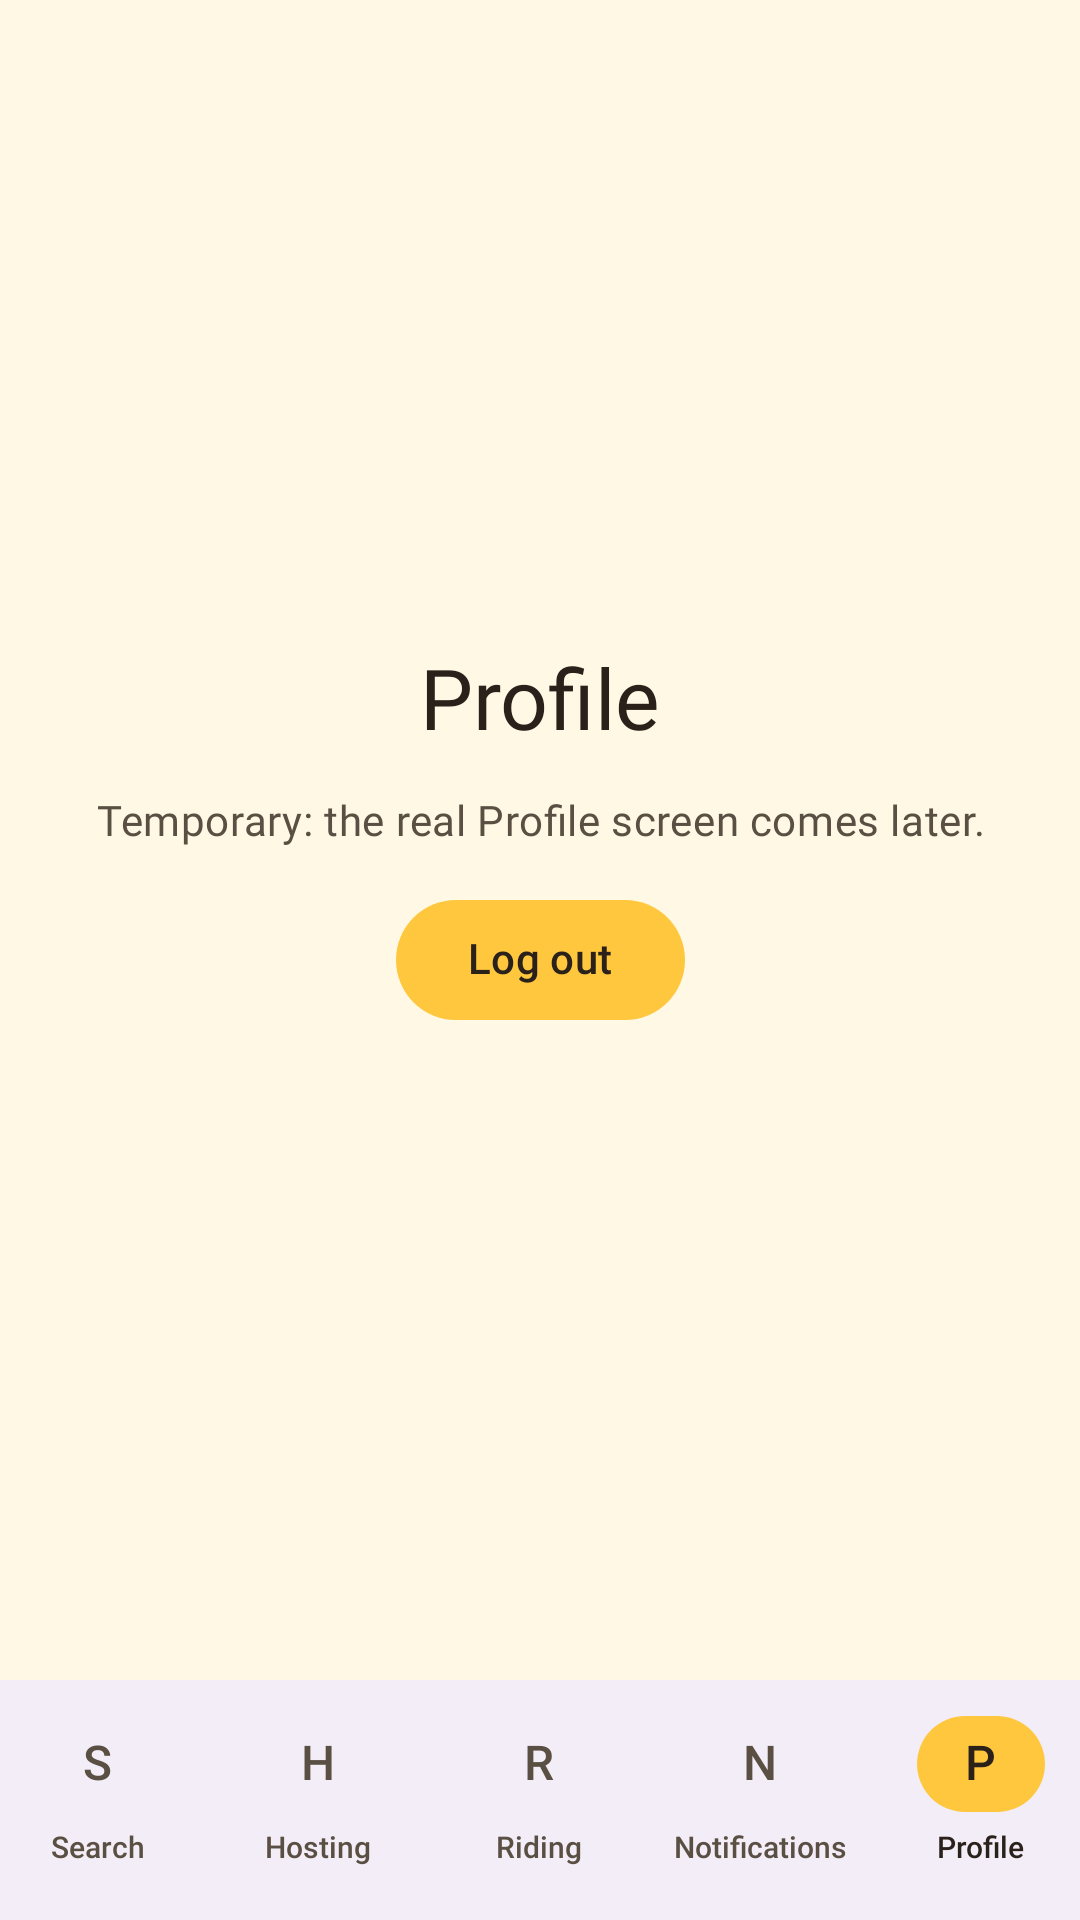 Profile
Temporary: the real Profile screen comes later.
Log out
S H R N P
Search Hosting Riding Notifications Profile